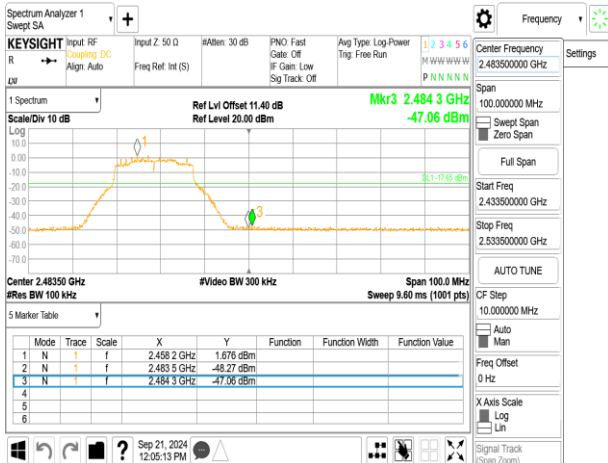 Spectrum Analyzer 1
Swept SA
+
Frequency
KEYSIGHT
R
Input: RF
Coupling: DC
Align: Auto
Input Z: 50 Ω
Freq Ref: Int (S)
#Atten: 30 dB
PNO: Fast
Gate: Off
IF Gain: Low
Sig Track: Off
Avg Type: Log-Power
Trig: Free Run
1 2 3 4 5 6
M W W W W W
P N N N N N
Settings
1 Spectrum
Scale/Div 10 dB
Ref Lvl Offset 11.40 dB
Ref Level 20.00 dBm
Mkr3 2.484 3 GHz
-47.06 dBm
Log
10.0
0.00
-10.0
-20.0
-30.0
-40.0
-50.0
-60.0
-70.0
1
3
DL1 -17.65 dBm
Center 2.48350 GHz
#Res BW 100 kHz
#Video BW 300 kHz
Span 100.0 MHz
Sweep 9.60 ms (1001 pts)
5 Marker Table
Mode Trace Scale X Y Function Function Width Function Value
1 N 1 f 2.458 2 GHz 1.676 dBm
2 N 1 f 2.483 5 GHz -48.27 dBm
3 N 1 f 2.484 3 GHz -47.06 dBm
4
5
6
Sep 21, 2024
12:05:13 PM
?
Center Frequency
2.483500000 GHz
Span
100.000000 MHz
Swept Span
Zero Span
Full Span
Start Freq
2.433500000 GHz
Stop Freq
2.533500000 GHz
AUTO TUNE
CF Step
10.000000 MHz
Auto
Man
Freq Offset
0 Hz
X Axis Scale
Log
Lin
Signal Track
(Span Zoom)